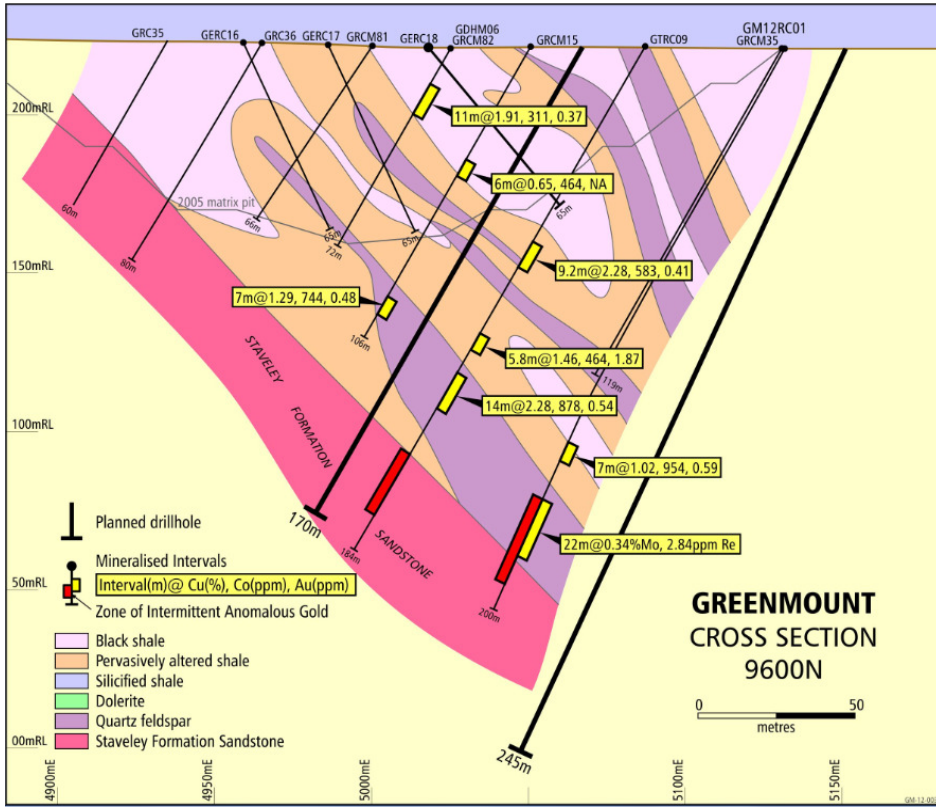 GM12RC01
GDHM06
GRC35
GERC16
GRC36
GERC17
GRCM81
GERC18
GRCM82
GRCM15
GTRC09
GRCM35
200mRL
11m@1.91, 311, 0.37
6m@0.65, 464, NA
2005 matrix pit
60m
66m
65m
72m
65m
65m
80m
150mRL
9.2m@2.28, 583, 0.41
7m@1.29, 744, 0.48
106m
STAVELEY
FORMATION
SANDSTONE
5.8m@1.46, 464, 1.87
119m
14m@2.28, 878, 0.54
100mRL
7m@1.02, 954, 0.59
170m
184m
22m@0.34%Mo, 2.84ppm Re
200m
245m
50mRL
00mRL
Planned drillhole
Mineralised Intervals
Interval(m)@ Cu(%), Co(ppm), Au(ppm)
Zone of Intermittent Anomalous Gold
Black shale
Pervasively altered shale
Silicified shale
Dolerite
Quartz feldspar
Staveley Formation Sandstone
GREENMOUNT
CROSS SECTION
9600N
0 50
metres
4900mE
4950mE
5000mE
5100mE
5150mE